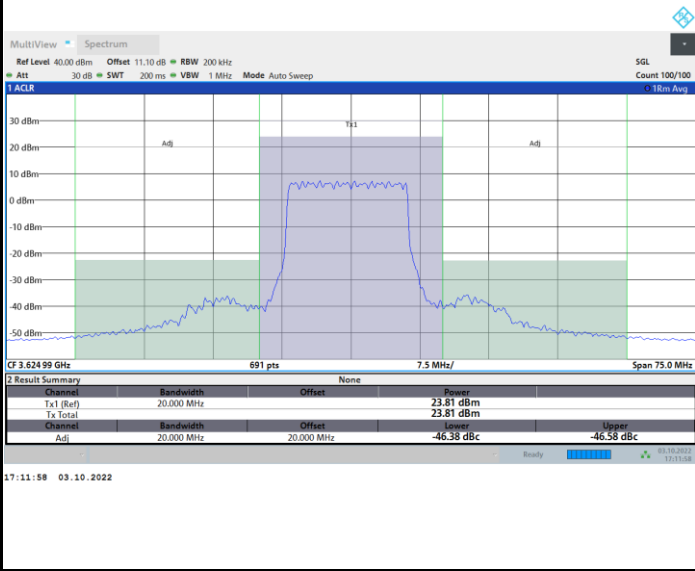 MultiView Spectrum
Ref Level 40.00 dBm Offset 11.10 dB RBW 200 kHz SGL
Att 30 dB SWT 200 ms VBW 1 MHz Mode Auto Sweep Count 100/100
1 ACLR 1Rm Avg
30 dBm
Tx1
20 dBm
Adj Adj
10 dBm
0 dBm
-10 dBm
-20 dBm
-30 dBm
-40 dBm
-50 dBm
CF 3.624 99 GHz 691 pts 7.5 MHz/ Span 75.0 MHz
2 Result Summary None
Channel Bandwidth Offset Power
Tx1 (Ref) 20.000 MHz 23.81 dBm
Tx Total 23.81 dBm
Channel Bandwidth Offset Lower Upper
Adj 20.000 MHz 20.000 MHz -46.38 dBc -46.58 dBc
Ready 03.10.2022
17:11:58
17:11:58 03.10.2022